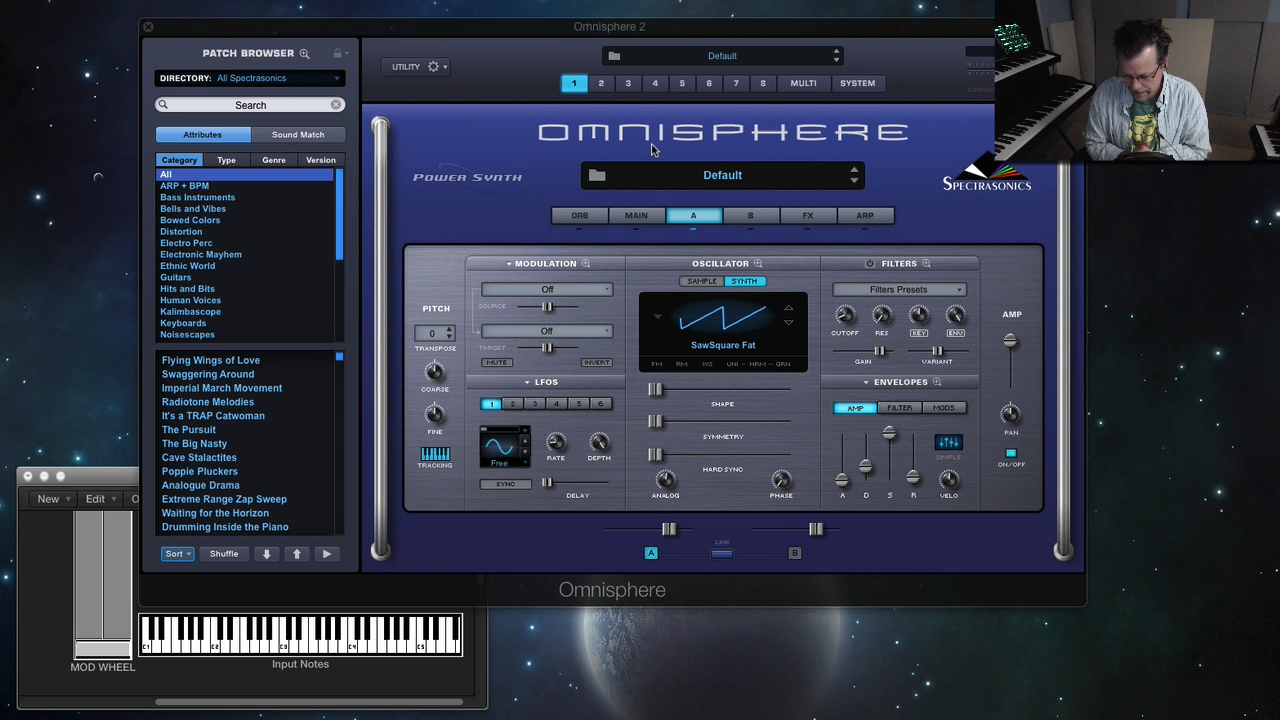 Omnisphere 2
PATCH BROWSER
DIRECTORY: All Spectrasonics
Search
Attributes
Sound Match
Category
Type
Genre
Version
All
ARP + BPM
Bass Instruments
Bells and Vibes
Bowed Colors
Distortion
Electro Perc
Electronic Mayhem
Ethnic World
Guitars
Hits and Bits
Human Voices
Kalimbascope
Keyboards
Noisescapes
Flying Wings of Love
Swaggering Around
Imperial March Movement
Radiotone Melodies
It's a TRAP Catwoman
The Pursuit
The Big Nasty
Cave Stalactites
Poppie Pluckers
Analogue Drama
Extreme Range Zap Sweep
Waiting for the Horizon
Drumming Inside the Piano
Sort
Shuffle
UTILITY
Default
1 2 3 4 5 6 7 8 MULTI SYSTEM
OMNISPHERE
POWER SYNTH
Default
SPECTRASONICS
ORB MAIN A B FX ARP
PITCH
0
TRANSPOSE
COARSE
FINE
TRACKING
MODULATION
Off
SOURCE
Off
TARGET
MUTE
INVERT
LFOS
1 2 3 4 5 6
Free
RATE
DEPTH
SYNC
DELAY
OSCILLATOR
SAMPLE SYNTH
SawSquare Fat
FM RM WS UNI HRM GRN
SHAPE
SYMMETRY
HARD SYNC
ANALOG
PHASE
FILTERS
Filters Presets
CUTOFF
RES
KEY
ENV
GAIN
VARIANT
ENVELOPES
AMP FILTER MODS
SIMPLE
A D S R VELO
AMP
PAN
ON/OFF
A
LINK
B
Omnisphere
New
Edit
MOD WHEEL
C1 C2 C3 C4 C5
Input Notes